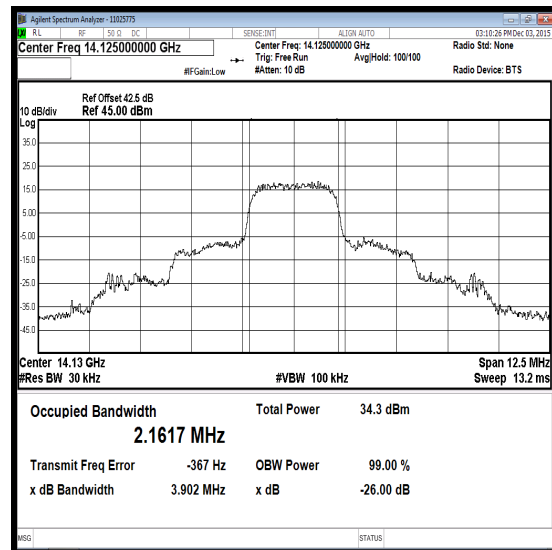 Agilent Spectrum Analyzer - 11025775
RL RF 50 Ω DC SENSE:INT ALIGN AUTO 03:10:26 PM Dec 03, 2015
Center Freq 14.125000000 GHz
Center Freq: 14.125000000 GHz Radio Std: None
Trig: Free Run Avg|Hold: 100/100
#IFGain:Low #Atten: 10 dB Radio Device: BTS
Ref Offset 42.5 dB
10 dB/div Ref 45.00 dBm
Log
35.0
25.0
15.0
5.00
-5.00
-15.0
-25.0
-35.0
-45.0
Center 14.13 GHz Span 12.5 MHz
#Res BW 30 kHz #VBW 100 kHz Sweep 13.2 ms
Occupied Bandwidth Total Power 34.3 dBm
2.1617 MHz
Transmit Freq Error -367 Hz OBW Power 99.00 %
x dB Bandwidth 3.902 MHz x dB -26.00 dB
MSG STATUS